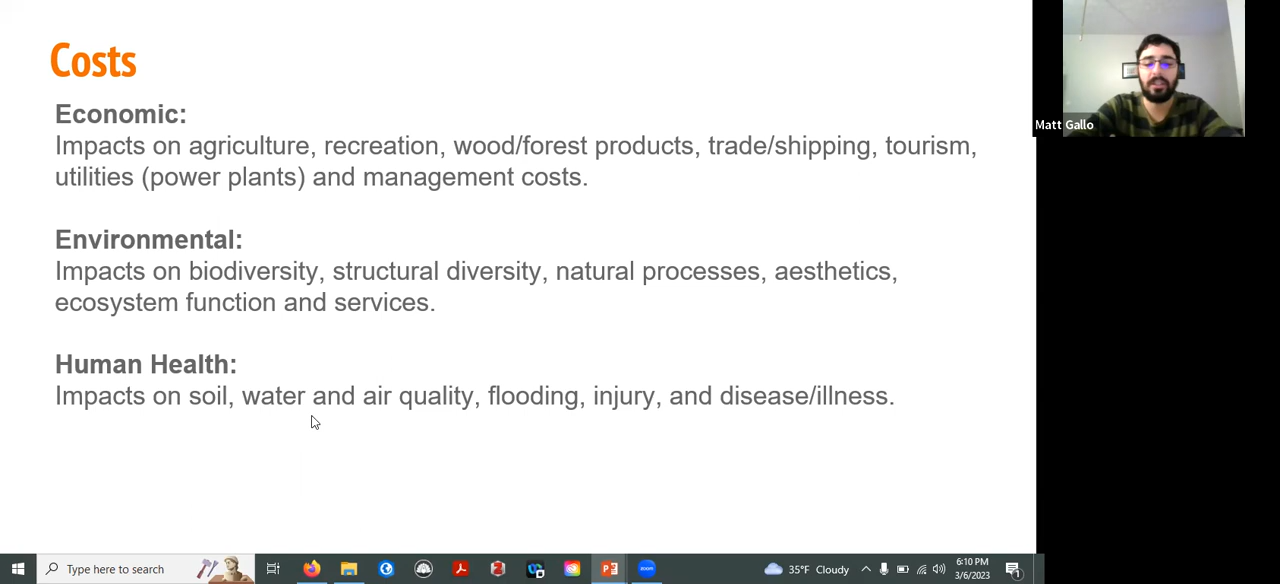 Costs
Economic:
Impacts on agriculture, recreation, wood/forest products, trade/shipping, tourism,
utilities (power plants) and management costs.
Environmental:
Impacts on biodiversity, structural diversity, natural processes, aesthetics,
ecosystem function and services.
Human Health:
Impacts on soil, water and air quality, flooding, injury, and disease/illness.
Matt Gallo
Type here to search
zoom
35°F Cloudy
6:10 PM
3/6/2023
1